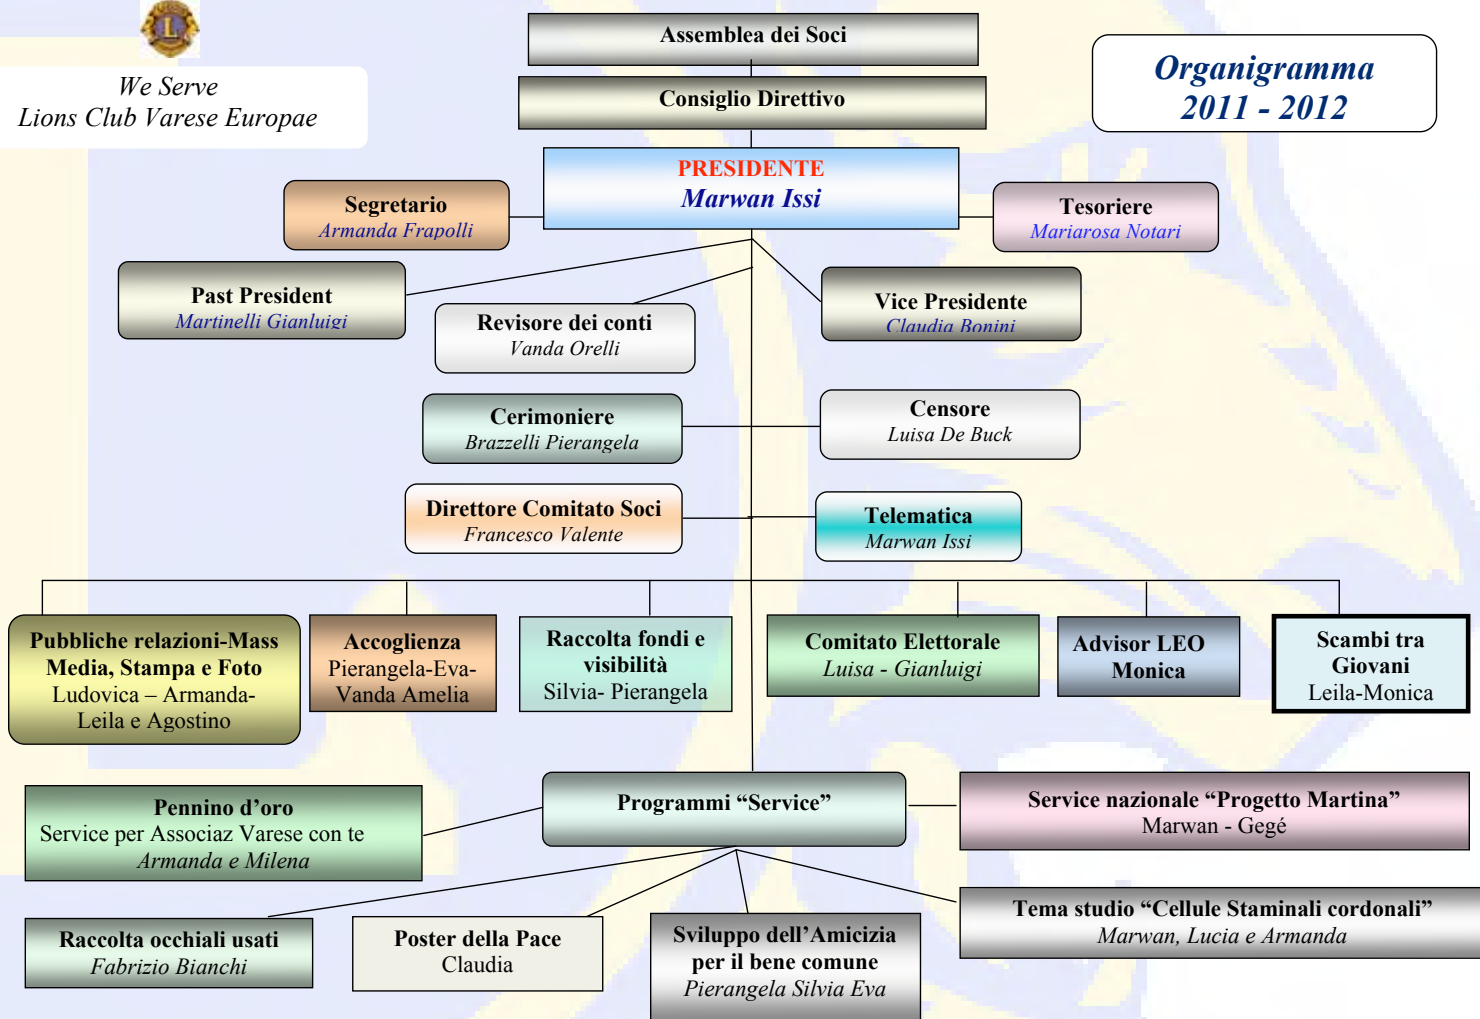 L
We Serve
Lions Club Varese Europae
Assemblea dei Soci
Consiglio Direttivo
Organigramma
2011 - 2012
PRESIDENTE
Marwan Issi
Segretario
Armanda Frapolli
Tesoriere
Mariarosa Notari
Past President
Martinelli Gianluigi
Revisore dei conti
Vanda Orelli
Vice Presidente
Claudia Bonini
Cerimoniere
Brazzelli Pierangela
Censore
Luisa De Buck
Direttore Comitato Soci
Francesco Valente
Telematica
Marwan Issi
Pubbliche relazioni-Mass
Media, Stampa e Foto
Ludovica – Armanda-
Leila e Agostino
Accoglienza
Pierangela-Eva-
Vanda Amelia
Raccolta fondi e
visibilità
Silvia- Pierangela
Comitato Elettorale
Luisa - Gianluigi
Advisor LEO
Monica
Scambi tra
Giovani
Leila-Monica
Pennino d’oro
Service per Associaz Varese con te
Armanda e Milena
Programmi “Service”
Service nazionale “Progetto Martina”
Marwan - Gegé
Raccolta occhiali usati
Fabrizio Bianchi
Poster della Pace
Claudia
Sviluppo dell’Amicizia
per il bene comune
Pierangela Silvia Eva
Tema studio “Cellule Staminali cordonali”
Marwan, Lucia e Armanda